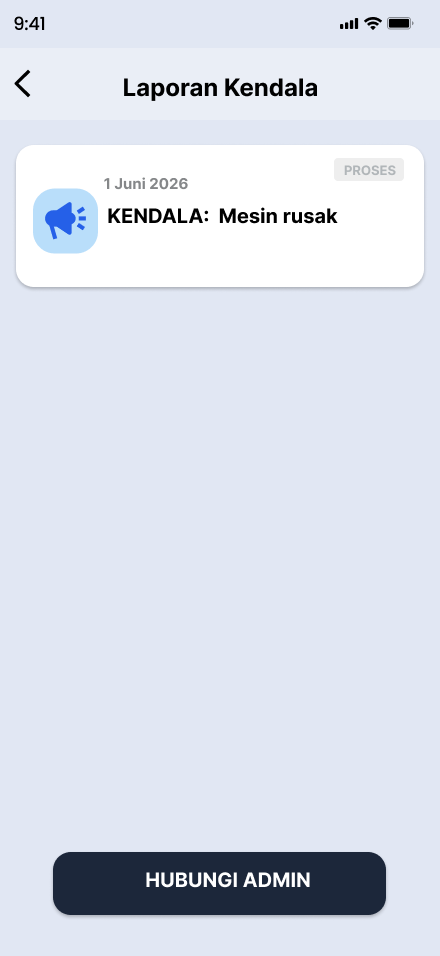 9:41
Laporan Kendala
PROSES
1 Juni 2026
KENDALA:  Mesin rusak
HUBUNGI ADMIN